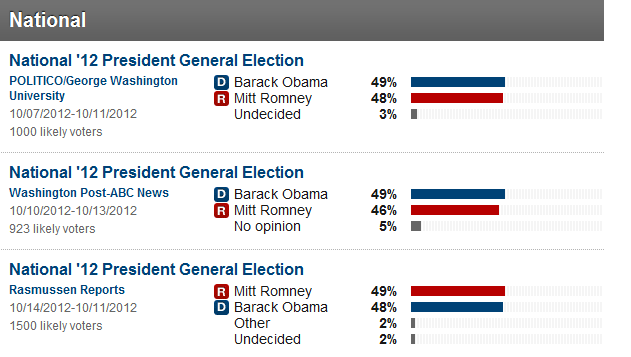 National
National '12 President General Election
POLITICO/George Washington University
D Barack Obama 49%
R Mitt Romney 48%
Undecided 3%
10/07/2012-10/11/2012
1000 likely voters
National '12 President General Election
Washington Post-ABC News
D Barack Obama 49%
R Mitt Romney 46%
No opinion 5%
10/10/2012-10/13/2012
923 likely voters
National '12 President General Election
Rasmussen Reports
R Mitt Romney 49%
D Barack Obama 48%
Other 2%
Undecided 2%
10/14/2012-10/11/2012
1500 likely voters